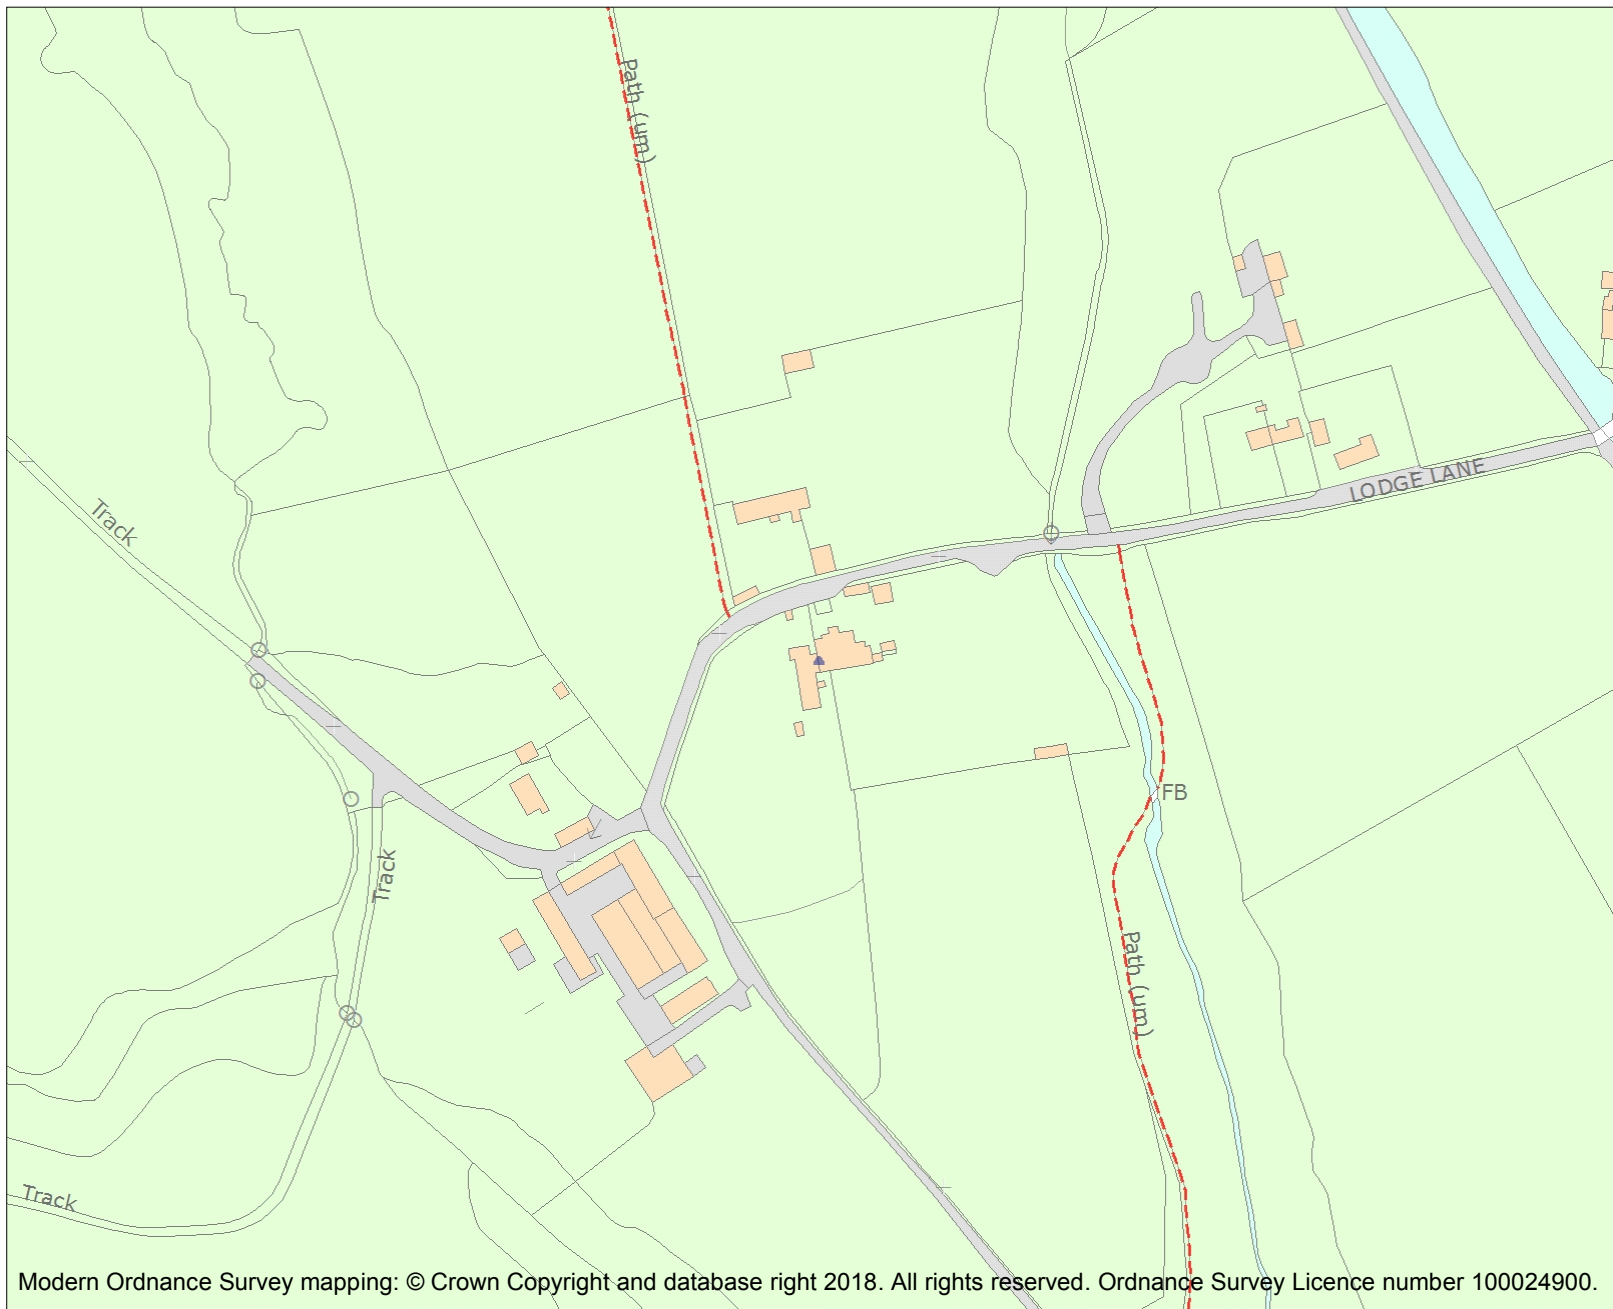 Path (um)
LODGE LANE
Track
FB
Track
Path (um)
Track
Modern Ordnance Survey mapping: © Crown Copyright and database right 2018. All rights reserved. Ordnance Survey Licence number 100024900.